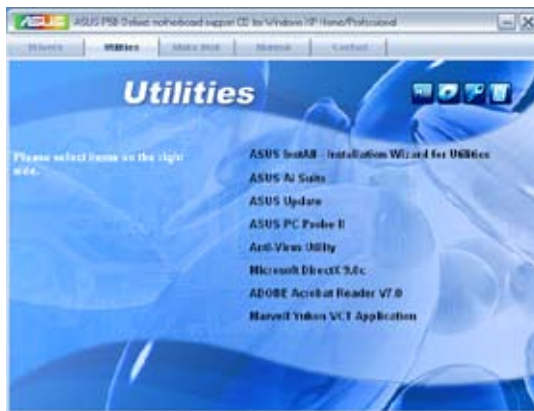 ASUS P5B Deluxe motherboard support CD for Windows XP Home/Professional
Drivers Utilities Make Disk Manual Contact
Utilities
Please select items on the right side.
ASUS InstAll - Installation Wizard for Utilities
ASUS AI Suite
ASUS Update
ASUS PC Probe II
Anti-Virus Utility
Microsoft DirectX 9.0c
ADOBE Acrobat Reader V7.0
Marvell Yukon VCT Application